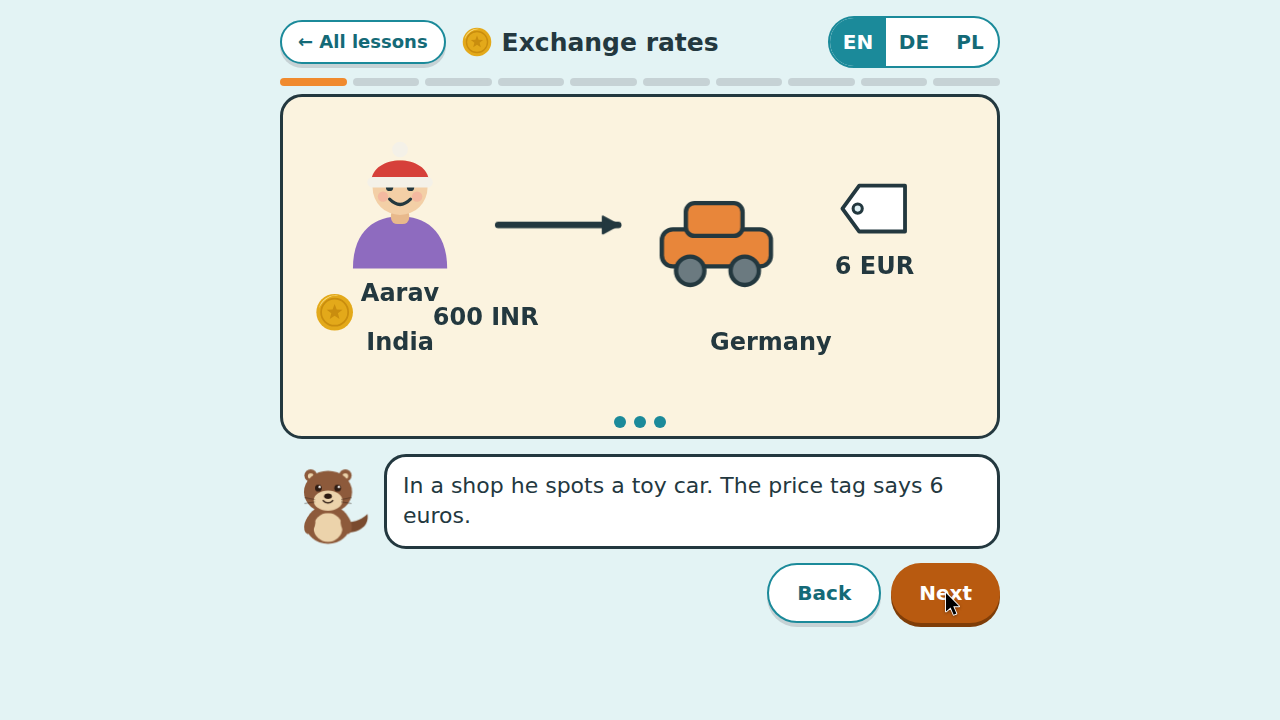 ← All lessons
Exchange rates
EN DE PL
6 EUR
Aarav
600 INR
India
Germany
In a shop he spots a toy car. The price tag says 6
euros.
Back
Next